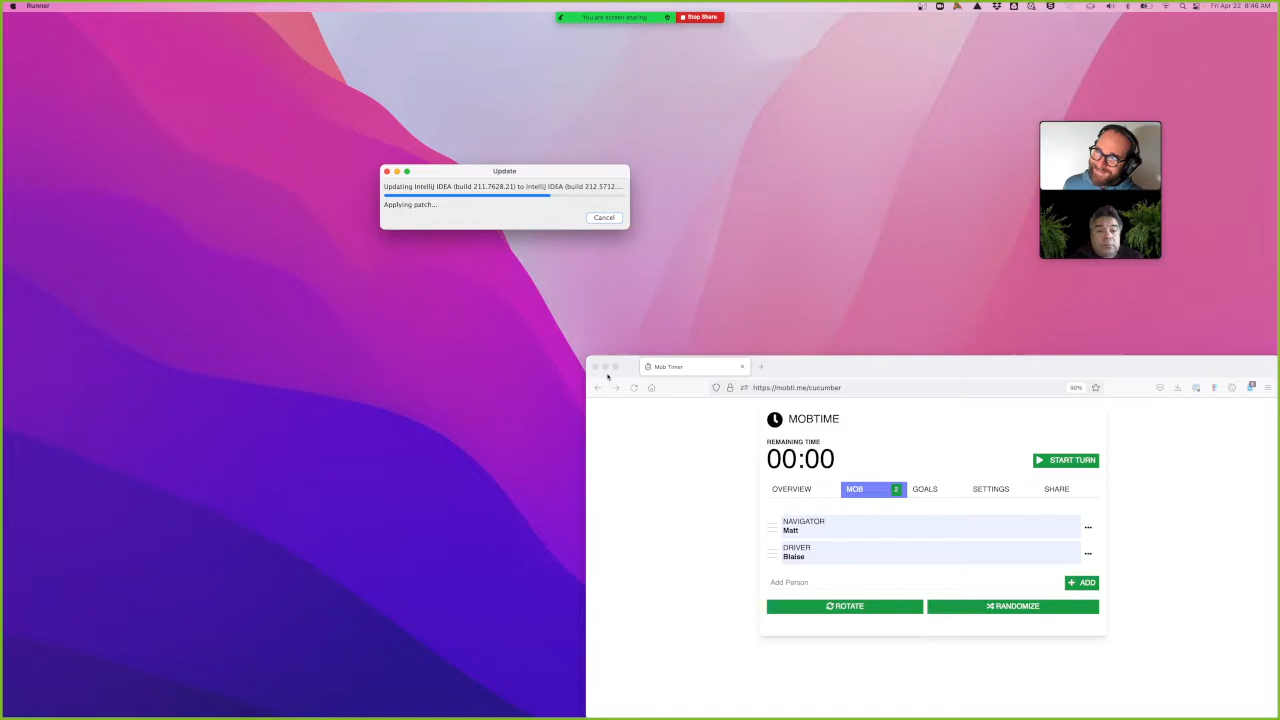 Runner
Fri Apr 22 8:46 AM
You are screen sharing
Stop Share
Update
Updating IntelliJ IDEA (build 211.7628.21) to IntelliJ IDEA (build 212.5712....
Applying patch...
Cancel
Mob Timer
https://mobti.me/cucumber
90%
MOBTIME
REMAINING TIME
00:00
START TURN
OVERVIEW
MOB 2
GOALS
SETTINGS
SHARE
NAVIGATOR
Matt
DRIVER
Blaise
Add Person
ADD
ROTATE
RANDOMIZE